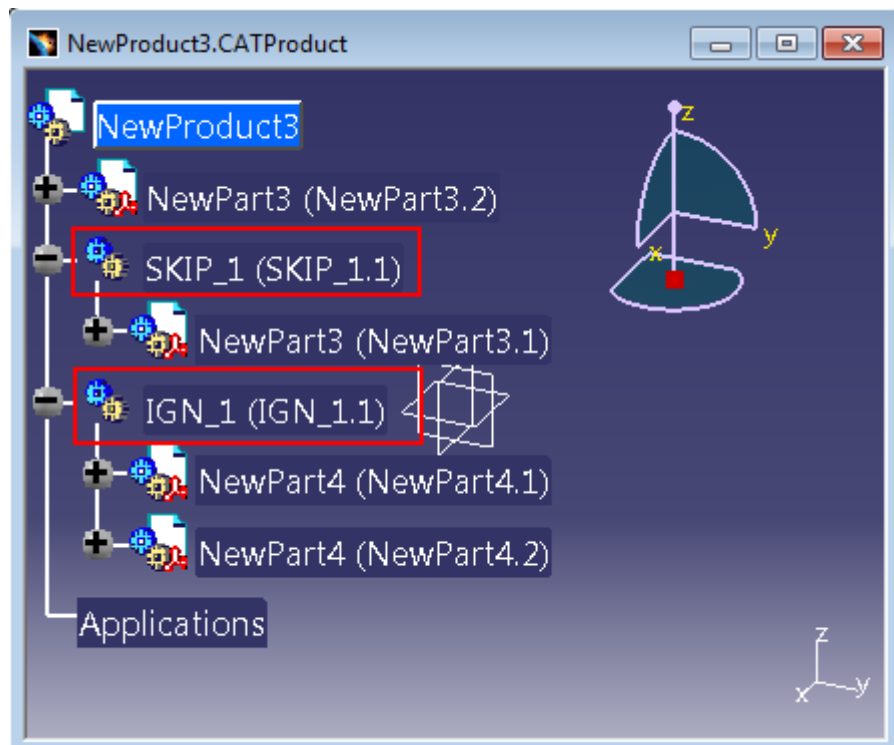 NewProduct3.CATProduct
NewProduct3
NewPart3 (NewPart3.2)
SKIP_1 (SKIP_1.1)
NewPart3 (NewPart3.1)
IGN_1 (IGN_1.1)
NewPart4 (NewPart4.1)
NewPart4 (NewPart4.2)
Applications
z
y
x
z
x
y